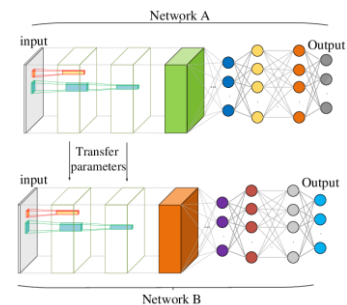 Network A
input
Output
...
Transfer
parameters
input
Output
...
Network B